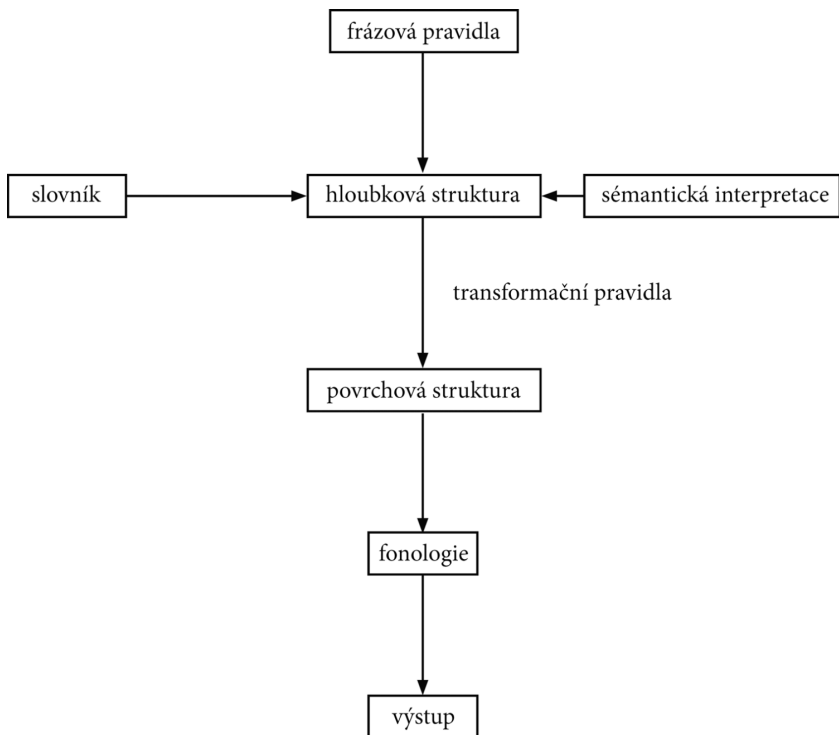 frázová pravidla
slovník
hloubková struktura
sémantická interpretace
transformační pravidla
povrchová struktura
fonologie
výstup